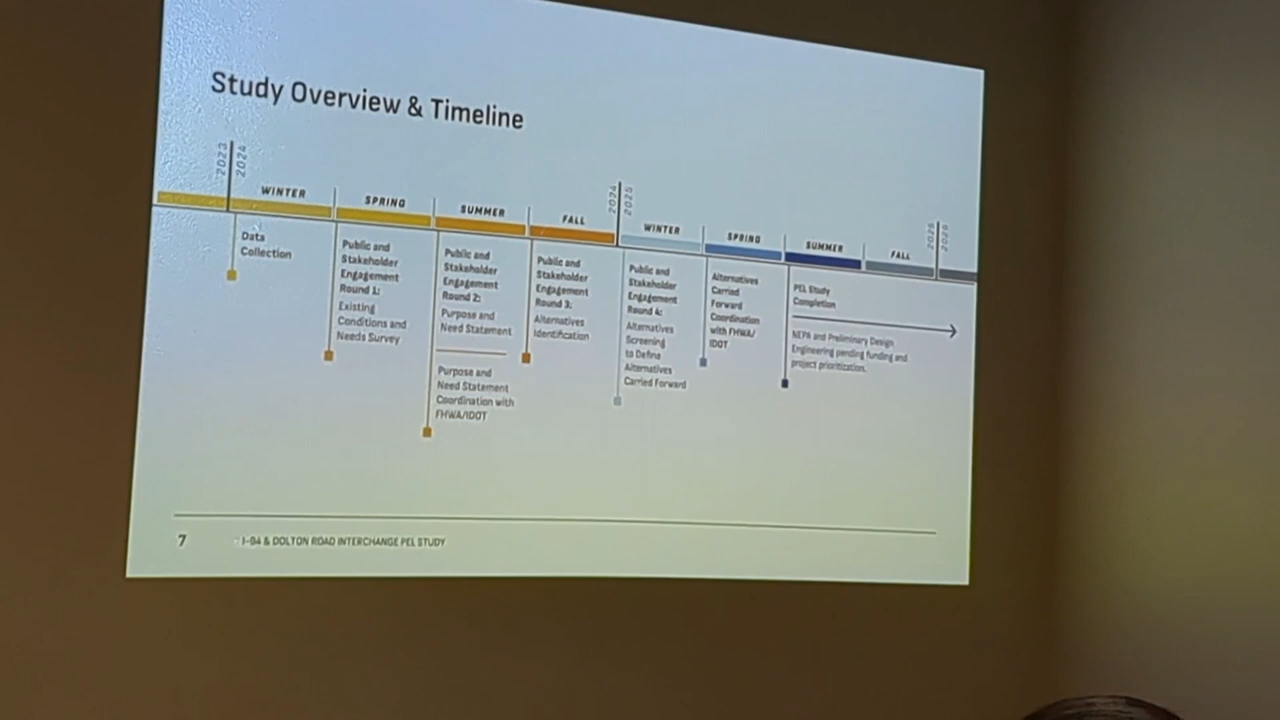 Study Overview & Timeline
2023
2024
WINTER
SPRING
SUMMER
FALL
2024
2025
WINTER
SPRING
SUMMER
FALL
2025
2026
Data
Collection
Public and
Stakeholder
Engagement
Round 1:
Existing
Conditions and
Needs Survey
Public and
Stakeholder
Engagement
Round 2:
Purpose and
Need Statement
Purpose and
Need Statement
Coordination with
FHWA/IDOT
Public and
Stakeholder
Engagement
Round 3:
Alternatives
Identification
Public and
Stakeholder
Engagement
Round 4:
Alternatives
Screening
to Define
Alternatives
Carried Forward
Alternatives
Carried
Forward
Coordination
with FHWA/
IDOT
PEL Study
Completion
NEPA and Preliminary Design
Engineering pending funding and
project prioritization.
7
I-94 & DOLTON ROAD INTERCHANGE PEL STUDY